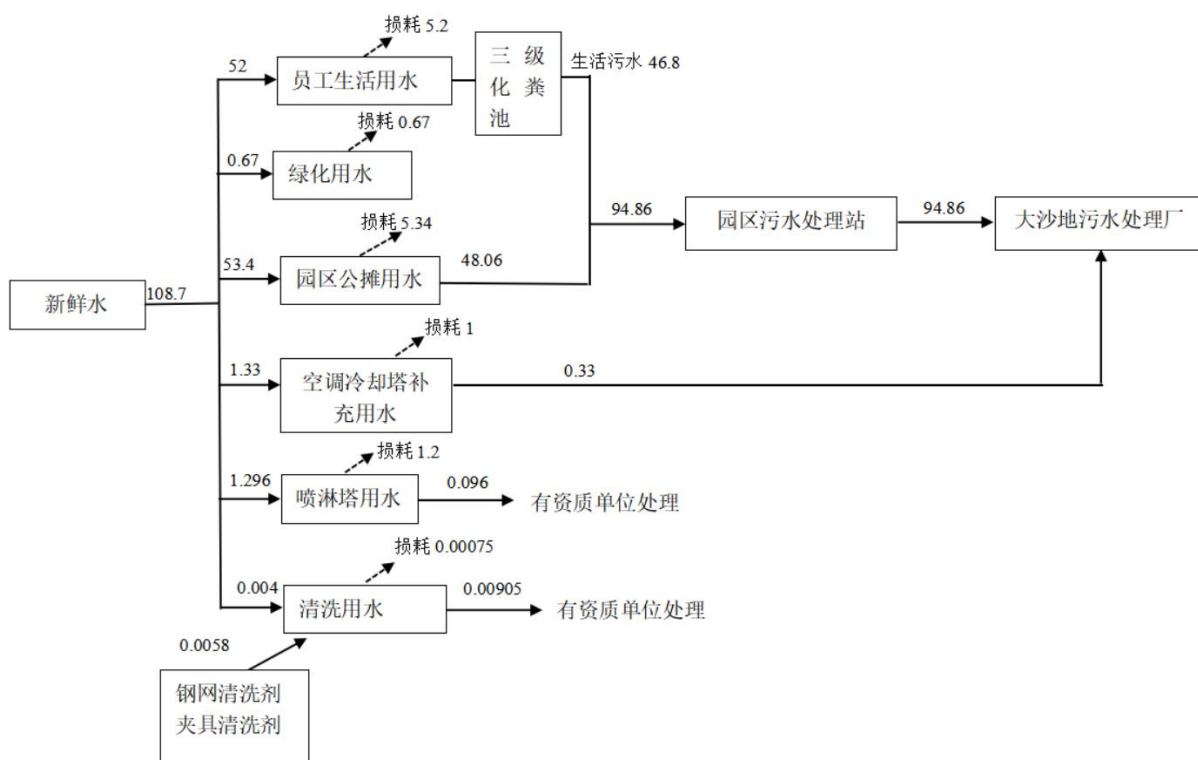 损耗 5.2
三级
化粪
池
生活污水 46.8
52
员工生活用水
损耗 0.67
0.67
绿化用水
94.86
园区污水处理站
94.86
大沙地污水处理厂
损耗 5.34
53.4
园区公摊用水
48.06
新鲜水
108.7
损耗 1
1.33
空调冷却塔补
充用水
0.33
损耗 1.2
1.296
喷淋塔用水
0.096
有资质单位处理
损耗 0.00075
0.004
清洗用水
0.00905
有资质单位处理
0.0058
钢网清洗剂
夹具清洗剂